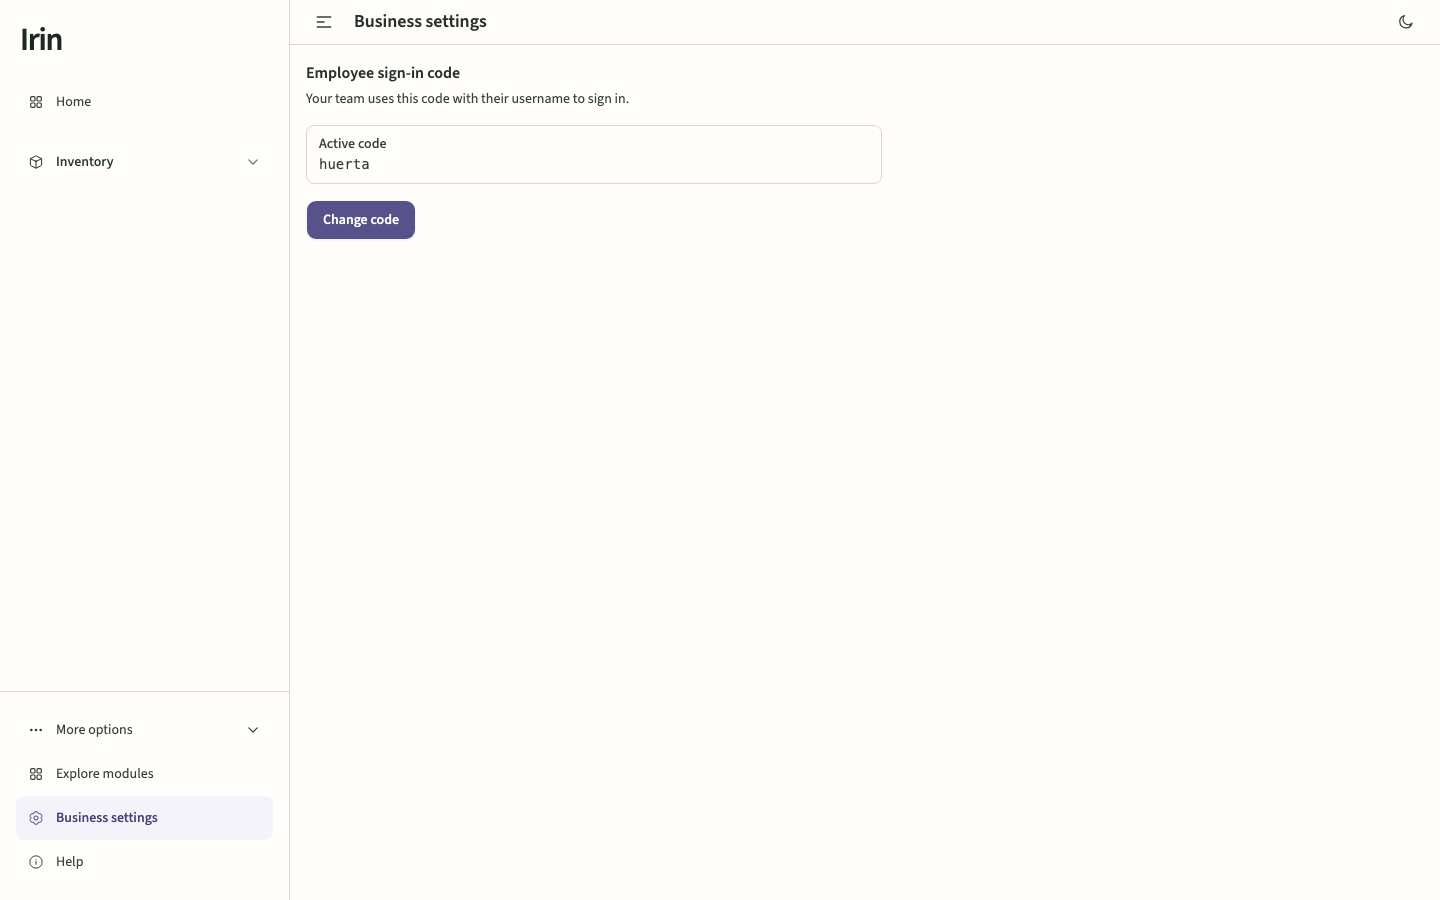 Irin
Home
Inventory
More options
Explore modules
Business settings
Help
Business settings
Employee sign-in code
Your team uses this code with their username to sign in.
Active code
huerta
Change code